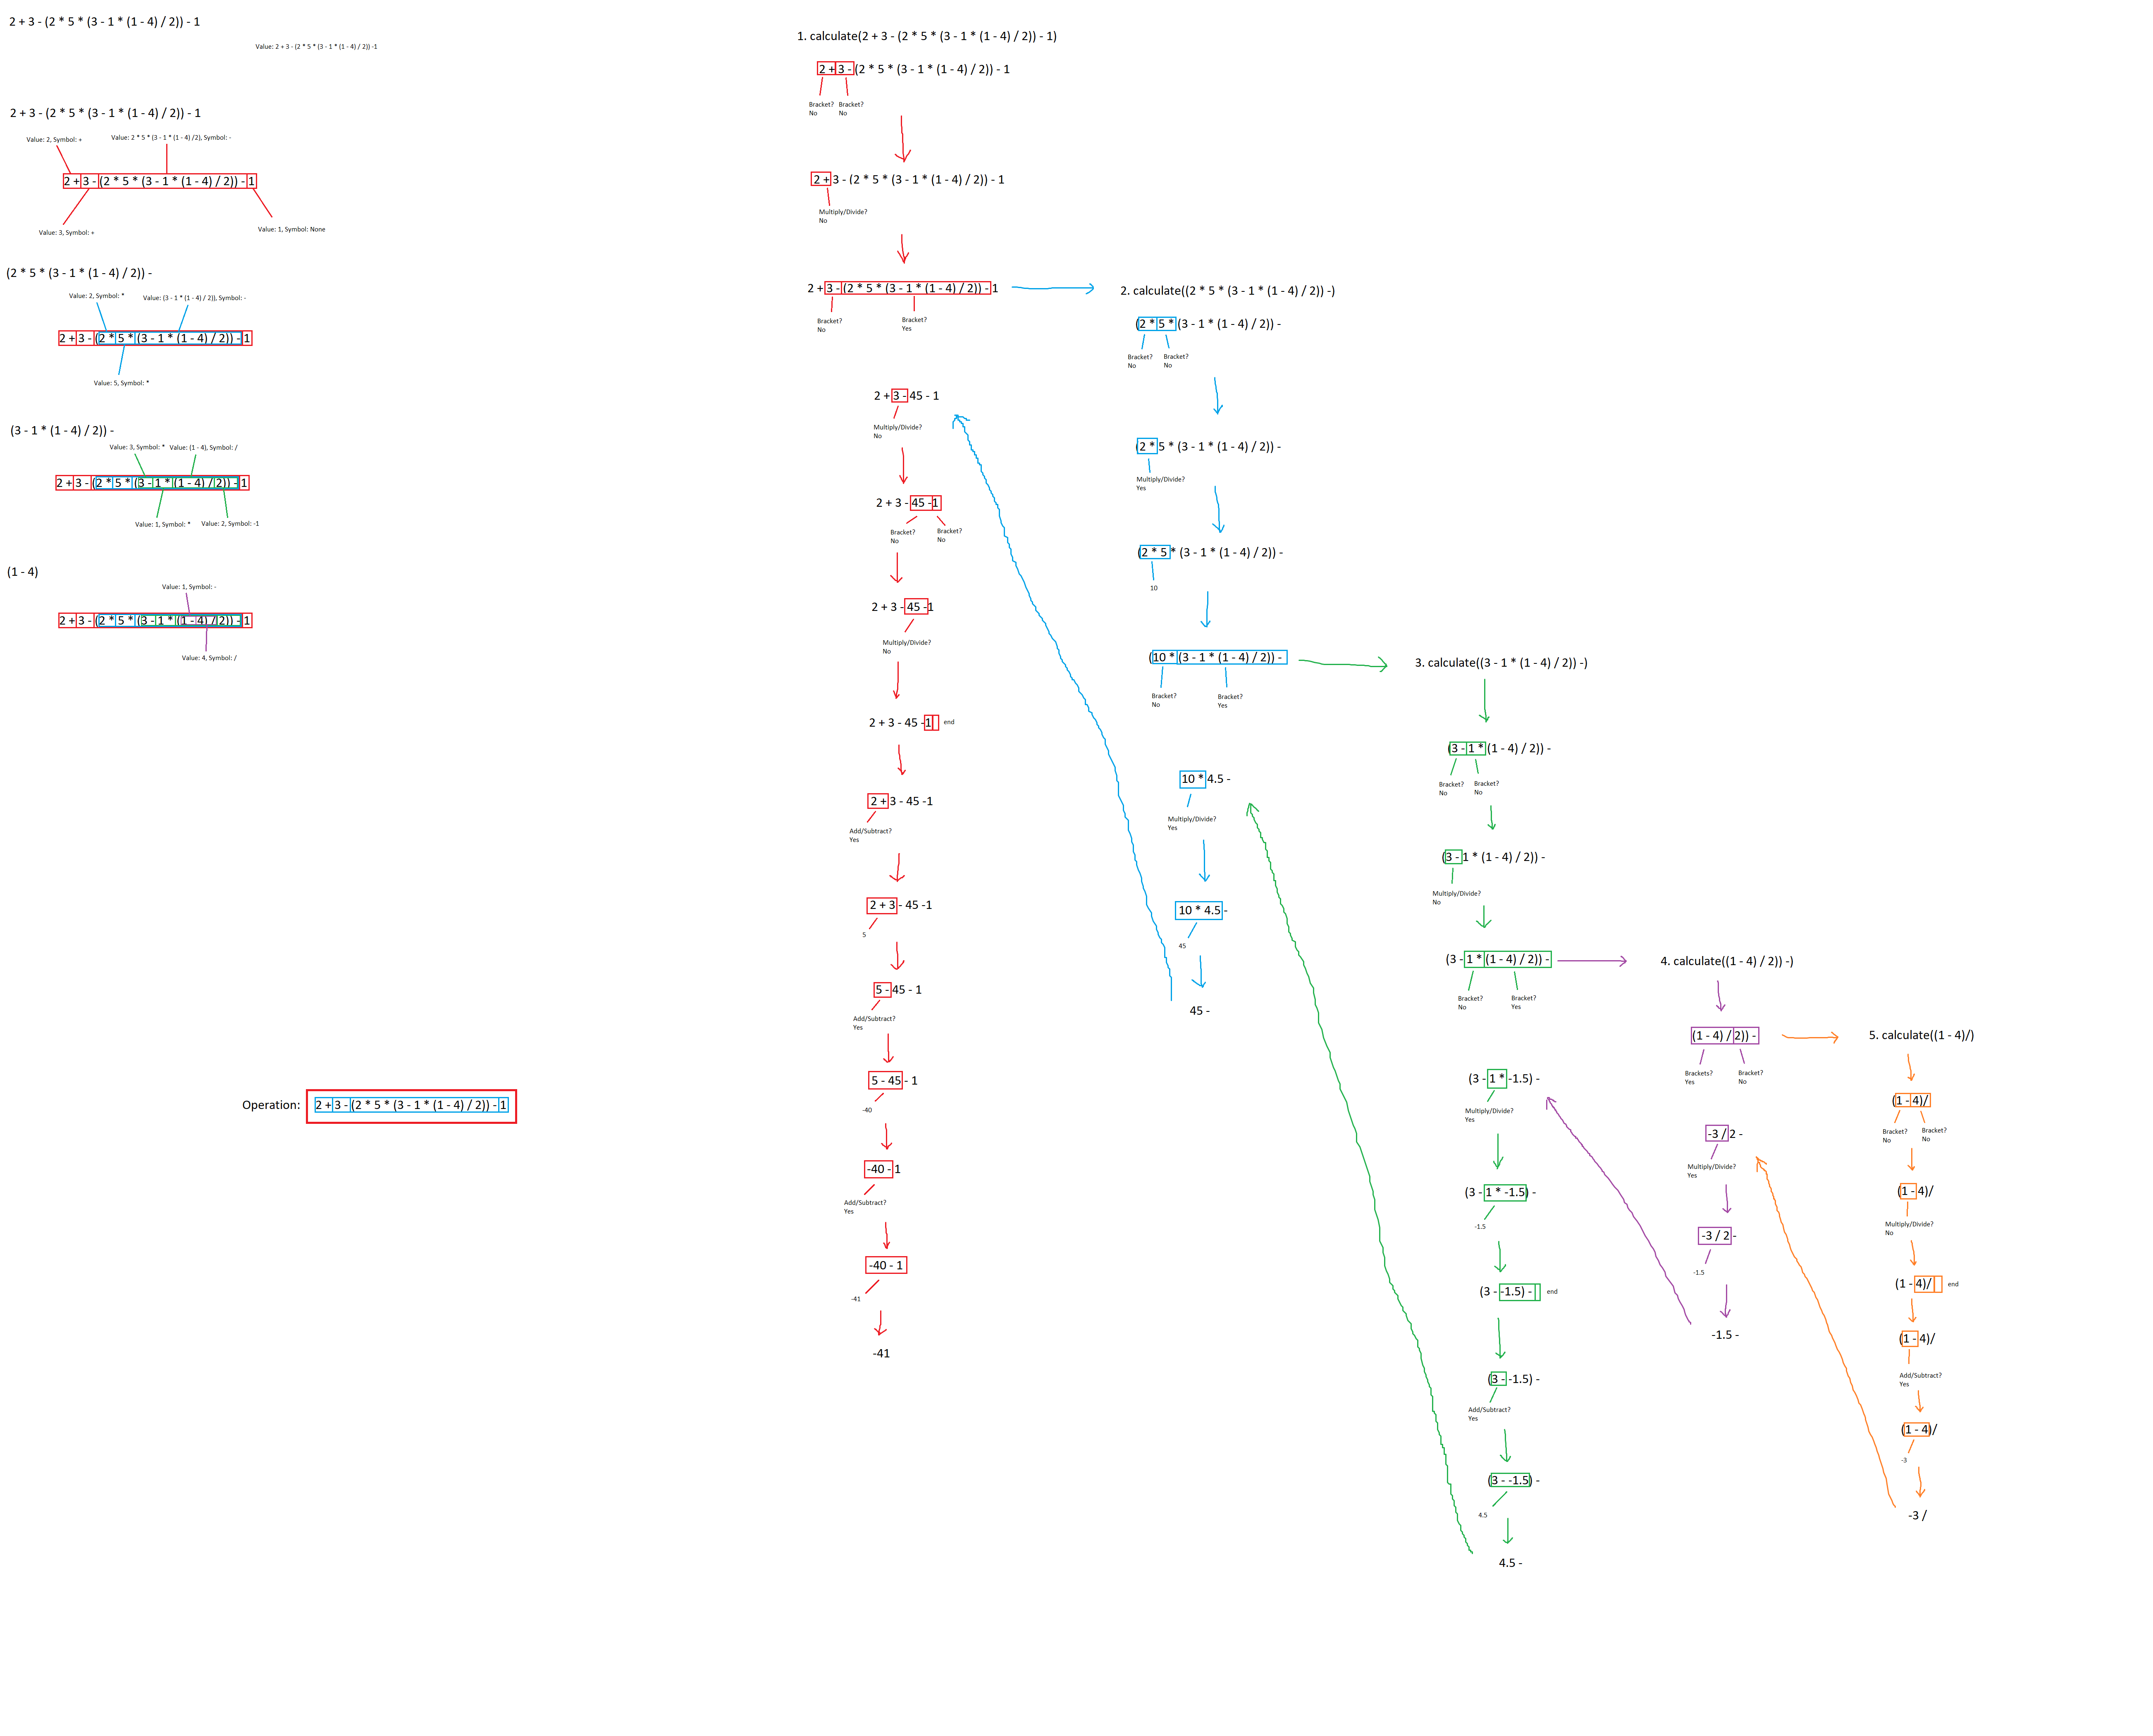 2 + 3 - (2 * 5 * (3 - 1 * (1 - 4) / 2)) - 1
Value: 2 + 3 - (2 * 5 * (3 - 1 * (1 - 4) / 2)) -1
2 + 3 - (2 * 5 * (3 - 1 * (1 - 4) / 2)) - 1
Value: 2, Symbol: +
Value: 2 * 5 * (3 - 1 * (1 - 4) /2), Symbol: -
2 + 3 - (2 * 5 * (3 - 1 * (1 - 4) / 2)) - 1
Value: 3, Symbol: +
Value: 1, Symbol: None
(2 * 5 * (3 - 1 * (1 - 4) / 2)) -
Value: 2, Symbol: *
Value: (3 - 1 * (1 - 4) / 2)), Symbol: -
2 + 3 - (2 * 5 * (3 - 1 * (1 - 4) / 2)) - 1
Value: 5, Symbol: *
(3 - 1 * (1 - 4) / 2)) -
Value: 3, Symbol: *
Value: (1 - 4), Symbol: /
2 + 3 - (2 * 5 * (3 - 1 * (1 - 4) / 2)) - 1
Value: 1, Symbol: *
Value: 2, Symbol: -1
(1 - 4)
Value: 1, Symbol: -
2 + 3 - (2 * 5 * (3 - 1 * (1 - 4) / 2)) - 1
Value: 4, Symbol: /
Operation:
2 + 3 - (2 * 5 * (3 - 1 * (1 - 4) / 2)) - 1
1. calculate(2 + 3 - (2 * 5 * (3 - 1 * (1 - 4) / 2)) - 1)
2 + 3 - (2 * 5 * (3 - 1 * (1 - 4) / 2)) - 1
Bracket?
No
Bracket?
No
2 + 3 - (2 * 5 * (3 - 1 * (1 - 4) / 2)) - 1
Multiply/Divide?
No
2 + 3 - (2 * 5 * (3 - 1 * (1 - 4) / 2)) - 1
Bracket?
No
Bracket?
Yes
2 + 3 - 45 - 1
Multiply/Divide?
No
2 + 3 - 45 - 1
Bracket?
No
Bracket?
No
2 + 3 - 45 -1
Multiply/Divide?
No
2 + 3 - 45 -1
end
2 + 3 - 45 -1
Add/Subtract?
Yes
2 + 3 - 45 -1
5
5 - 45 - 1
Add/Subtract?
Yes
5 - 45 - 1
-40
-40 - 1
Add/Subtract?
Yes
-40 - 1
-41
-41
2. calculate((2 * 5 * (3 - 1 * (1 - 4) / 2)) -)
(2 * 5 * (3 - 1 * (1 - 4) / 2)) -
Bracket?
No
Bracket?
No
(2 * 5 * (3 - 1 * (1 - 4) / 2)) -
Multiply/Divide?
Yes
(2 * 5 * (3 - 1 * (1 - 4) / 2)) -
10
(10 * (3 - 1 * (1 - 4) / 2)) -
Bracket?
No
Bracket?
Yes
10 * 4.5 -
Multiply/Divide?
Yes
10 * 4.5 -
45
45 -
3. calculate((3 - 1 * (1 - 4) / 2)) -)
(3 - 1 * (1 - 4) / 2)) -
Bracket?
No
Bracket?
No
(3 - 1 * (1 - 4) / 2)) -
Multiply/Divide?
No
(3 - 1 * (1 - 4) / 2)) -
Bracket?
No
Bracket?
Yes
(3 - 1 * -1.5) -
Multiply/Divide?
Yes
(3 - 1 * -1.5) -
-1.5
(3 - -1.5) -
end
(3 - -1.5) -
Add/Subtract?
Yes
(3 - -1.5) -
4.5
4.5 -
4. calculate((1 - 4) / 2)) -)
(1 - 4) / 2)) -
Brackets?
Yes
Bracket?
No
-3 / 2 -
Multiply/Divide?
Yes
-3 / 2 -
-1.5
-1.5 -
5. calculate((1 - 4)/)
(1 - 4)/
Bracket?
No
Bracket?
No
(1 - 4)/
Multiply/Divide?
No
(1 - 4)/
end
(1 - 4)/
Add/Subtract?
Yes
(1 - 4)/
-3
-3 /